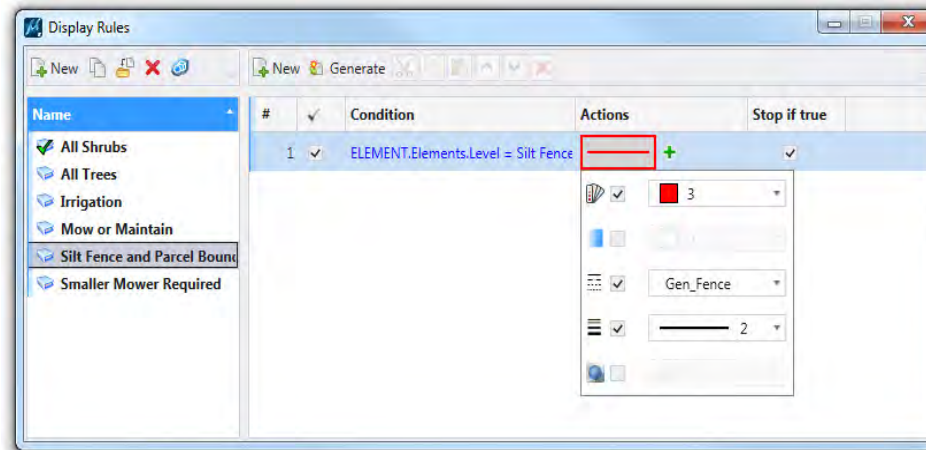 Display Rules
New
New Generate
Name
# Condition Actions Stop if true
All Shrubs
1 ELEMENT.Elements.Level = Silt Fence
All Trees
Irrigation
Mow or Maintain
Silt Fence and Parcel Boun
Smaller Mower Required
3
Gen_Fence
2